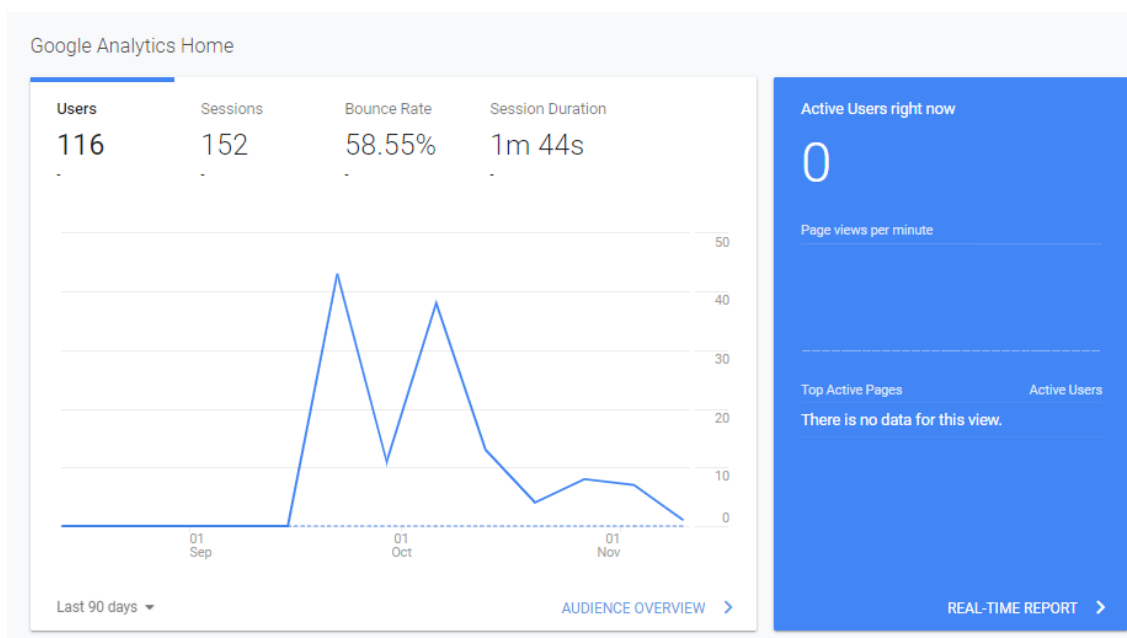 Google Analytics Home
Users Sessions Bounce Rate Session Duration
116 152 58.55% 1m 44s
- - - -
50
40
30
20
10
0
01 01 01
Sep Oct Nov
Last 90 days AUDIENCE OVERVIEW
Active Users right now
0
Page views per minute
Top Active Pages Active Users
There is no data for this view.
REAL-TIME REPORT